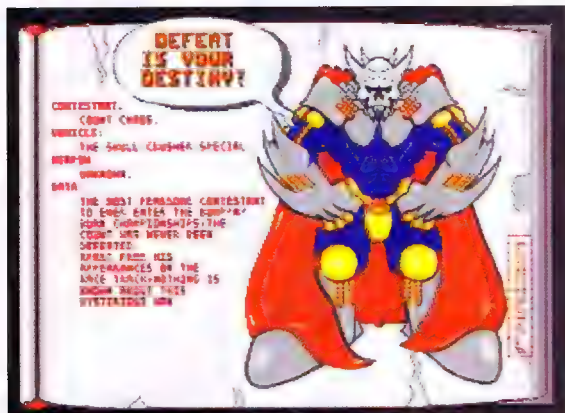 DEFEAT
IS YOUR
DESTINY!
CONTESTANT.
COUNT CHAOS.
VEHICLE:
THE SKULL CRUSHER SPECIAL
WEAPON
UNKNOWN.
DATA
THE MOST FEARSOME CONTESTANT
TO EVER ENTER THE
CHAMPIONSHIPS.THE
COUNT HAS NEVER BEEN
DEFEATED.
APART FROM HIS
APPEARANCES ON THE
RACE TRACK,NOTHING IS
KNOWN ABOUT THIS
MYSTERIOUS MAN